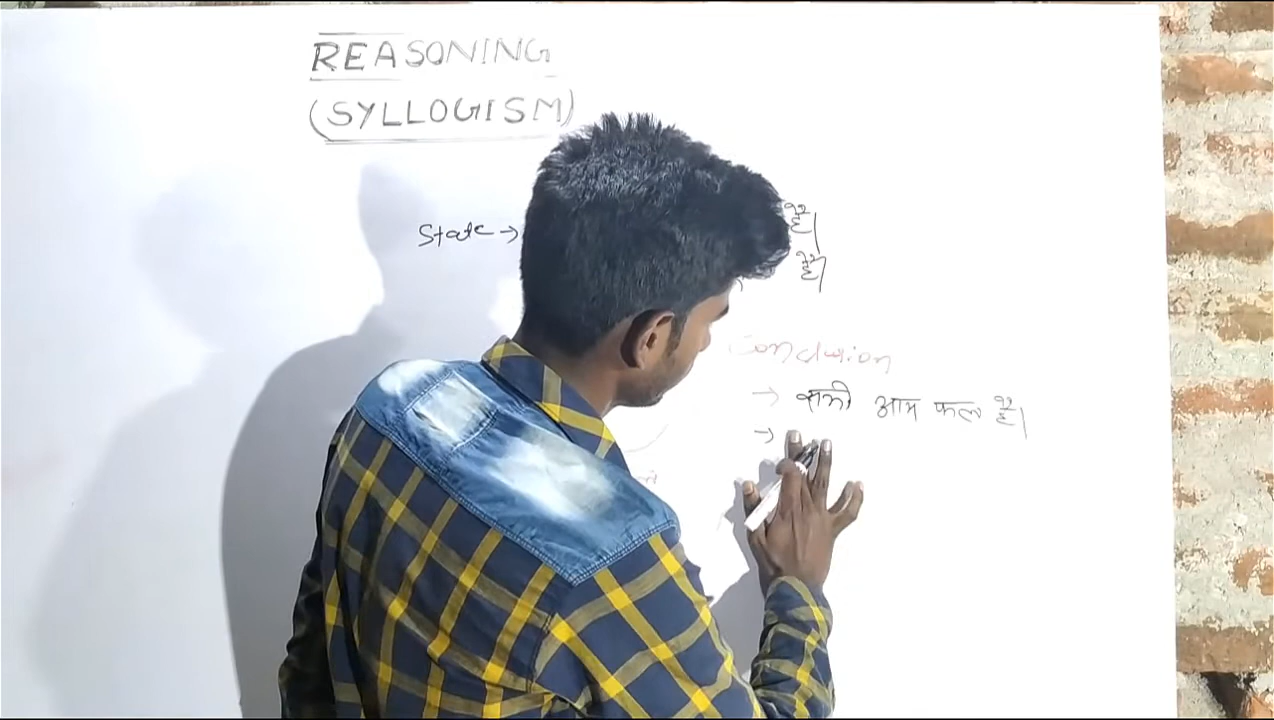 REASONING
(SYLLOGISM)
State →
है।
है।
Conclusion
→ सभी आम फल है।
→